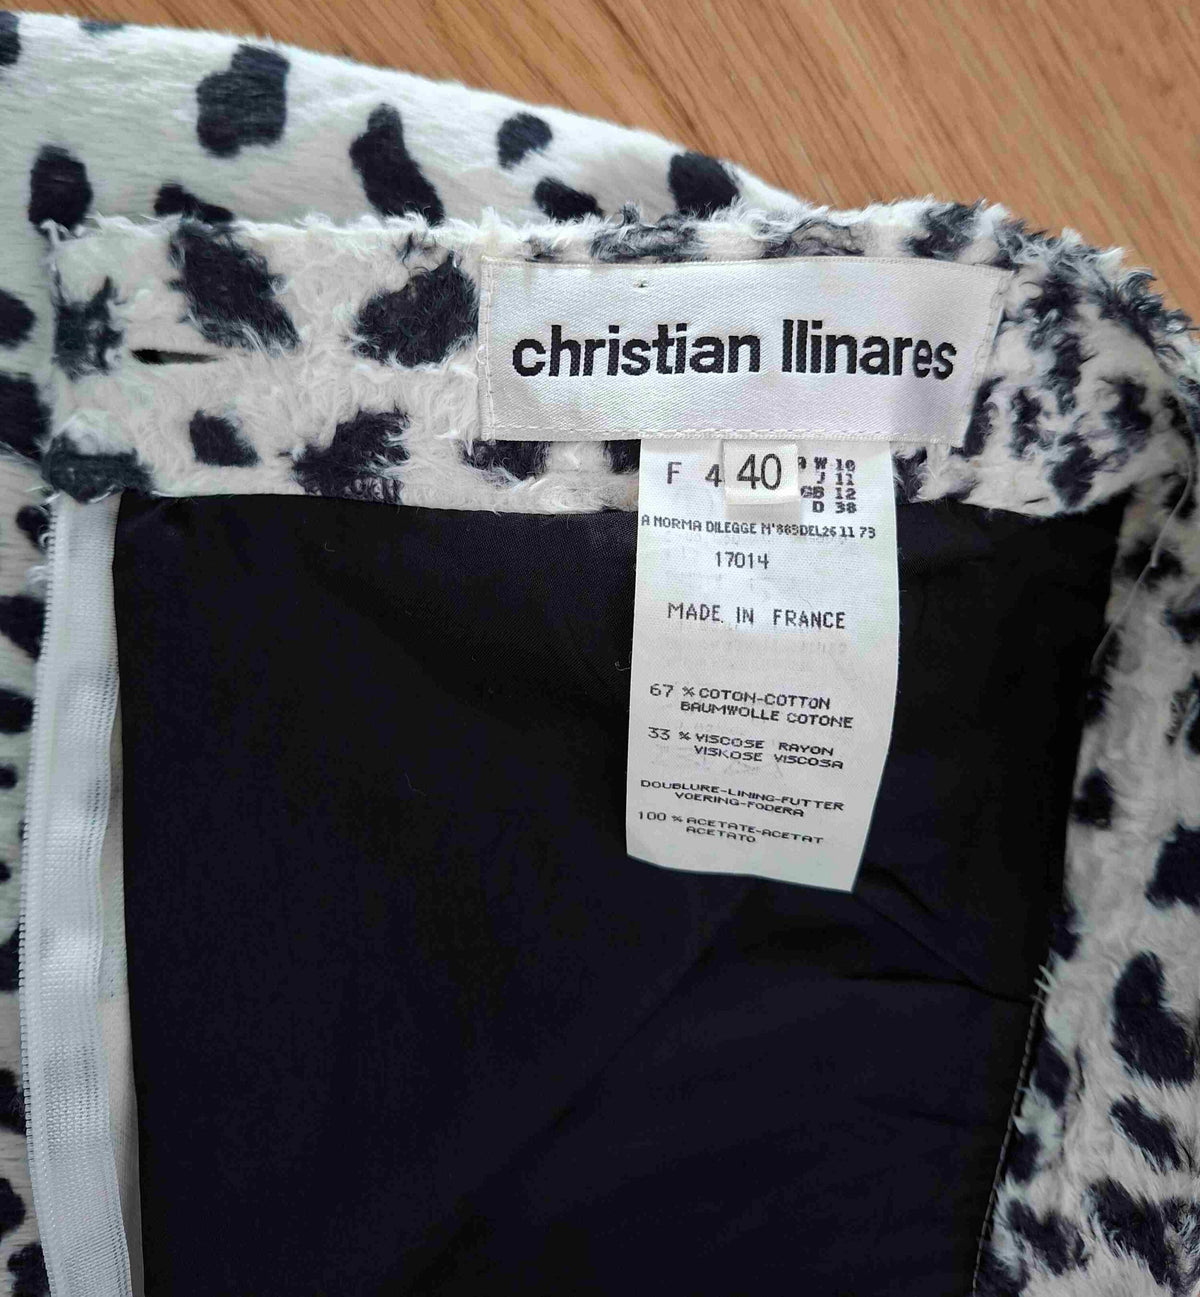 christian llinares
F 4
40
W 10
J 11
GB 12
D 38
A NORMA DILEGGE N°883DEL26 11 73
17014
MADE IN FRANCE
67 % COTON-COTTON
BAUMWOLLE COTONE
33 % VISCOSE RAYON
VISKOSE VISCOSA
DOUBLURE-LINING-FUTTER
VOERING-FODERA
100 % ACETATE-ACETAT
ACETATO